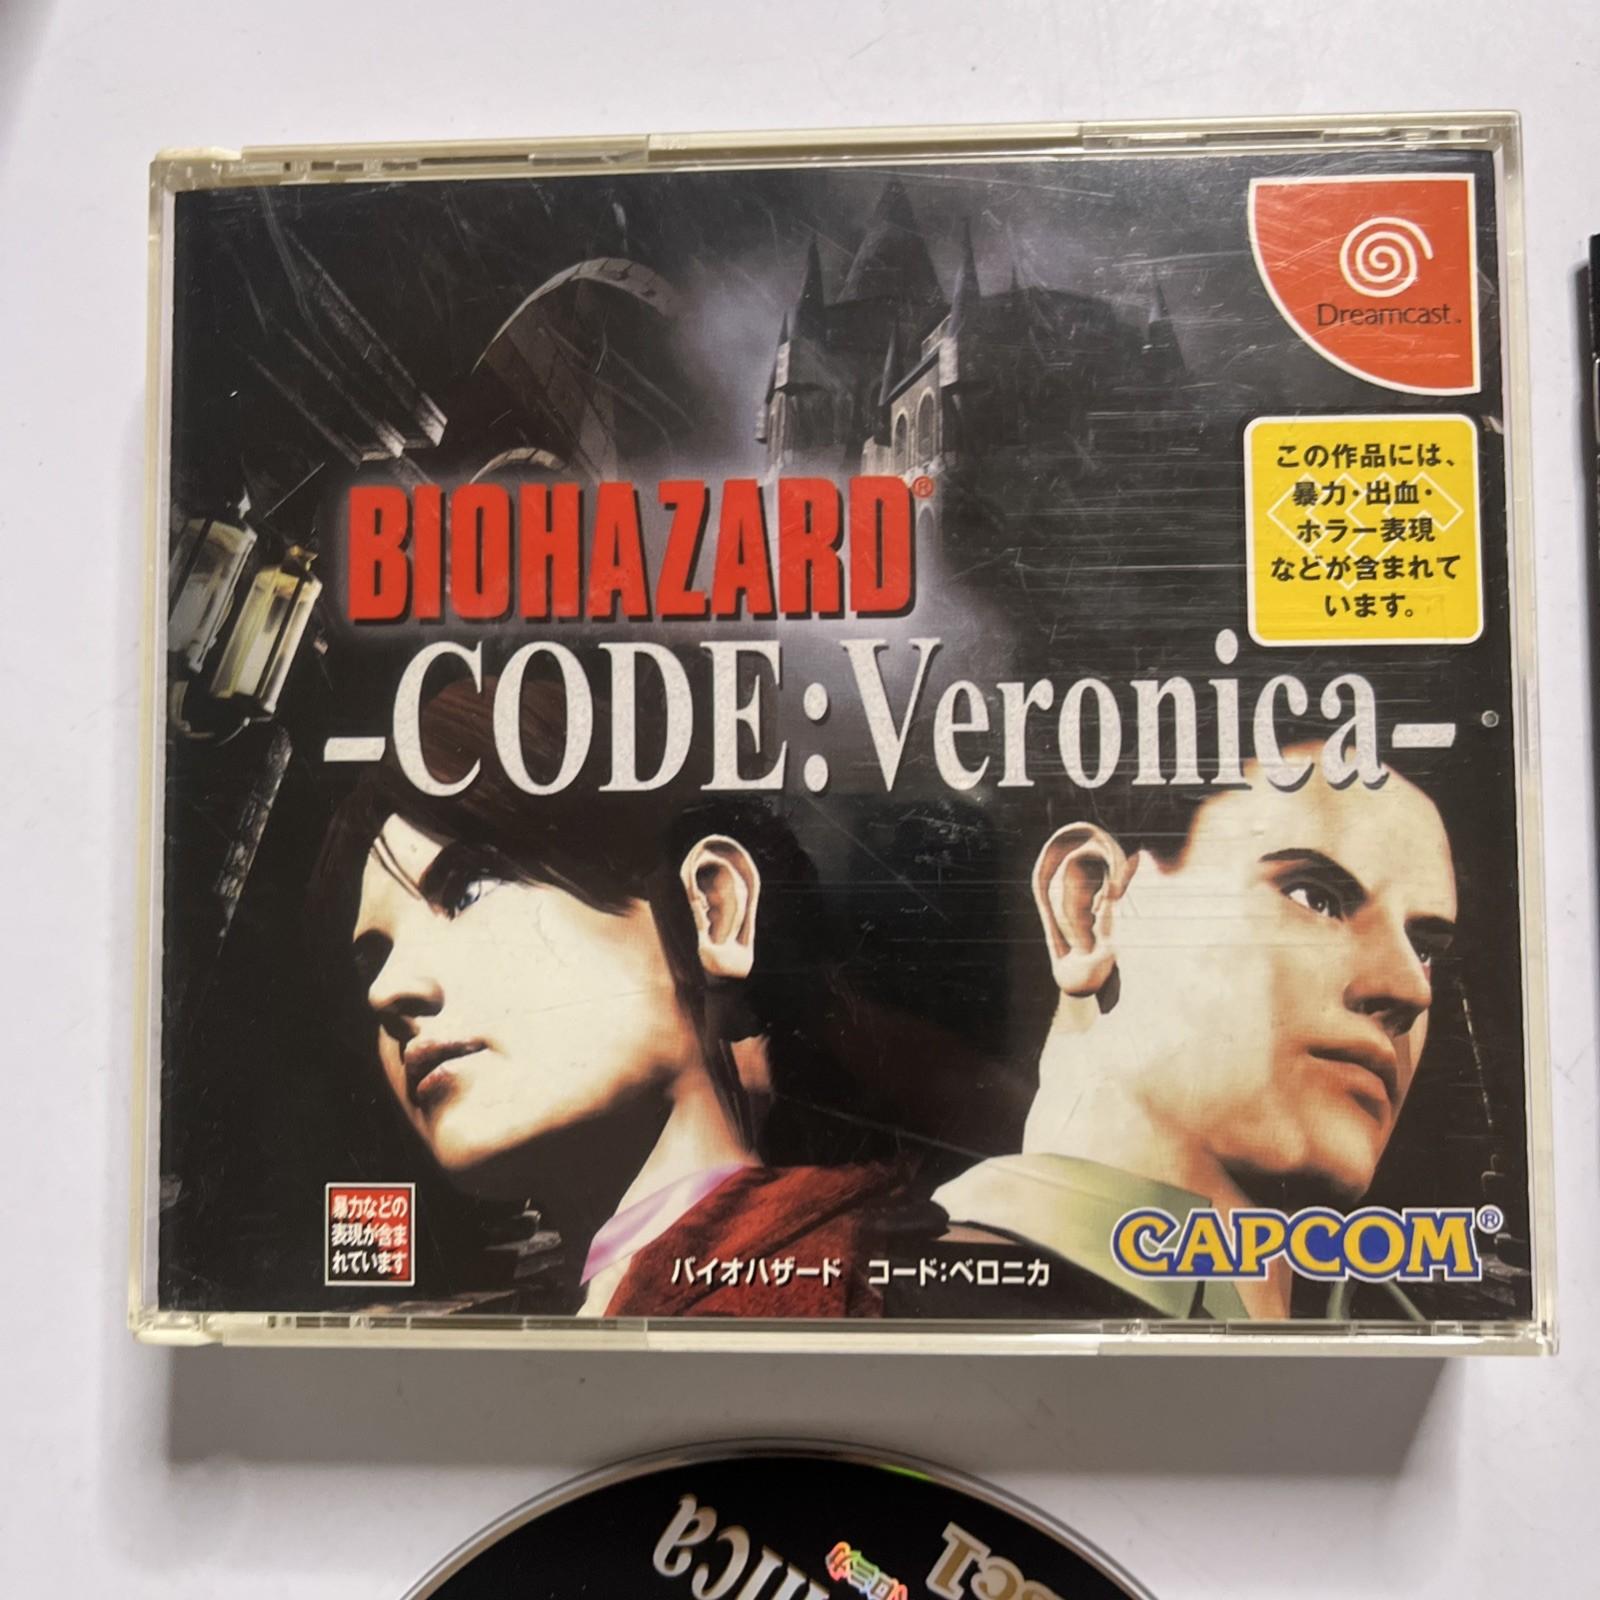 Dreamcast™
この作品には、
暴力・出血・
ホラー表現
などが含まれて
います。
BIOHAZARD®
-CODE:Veronica-
暴力などの
表現が含ま
れています
バイオハザード コード:ベロニカ
CAPCOM®